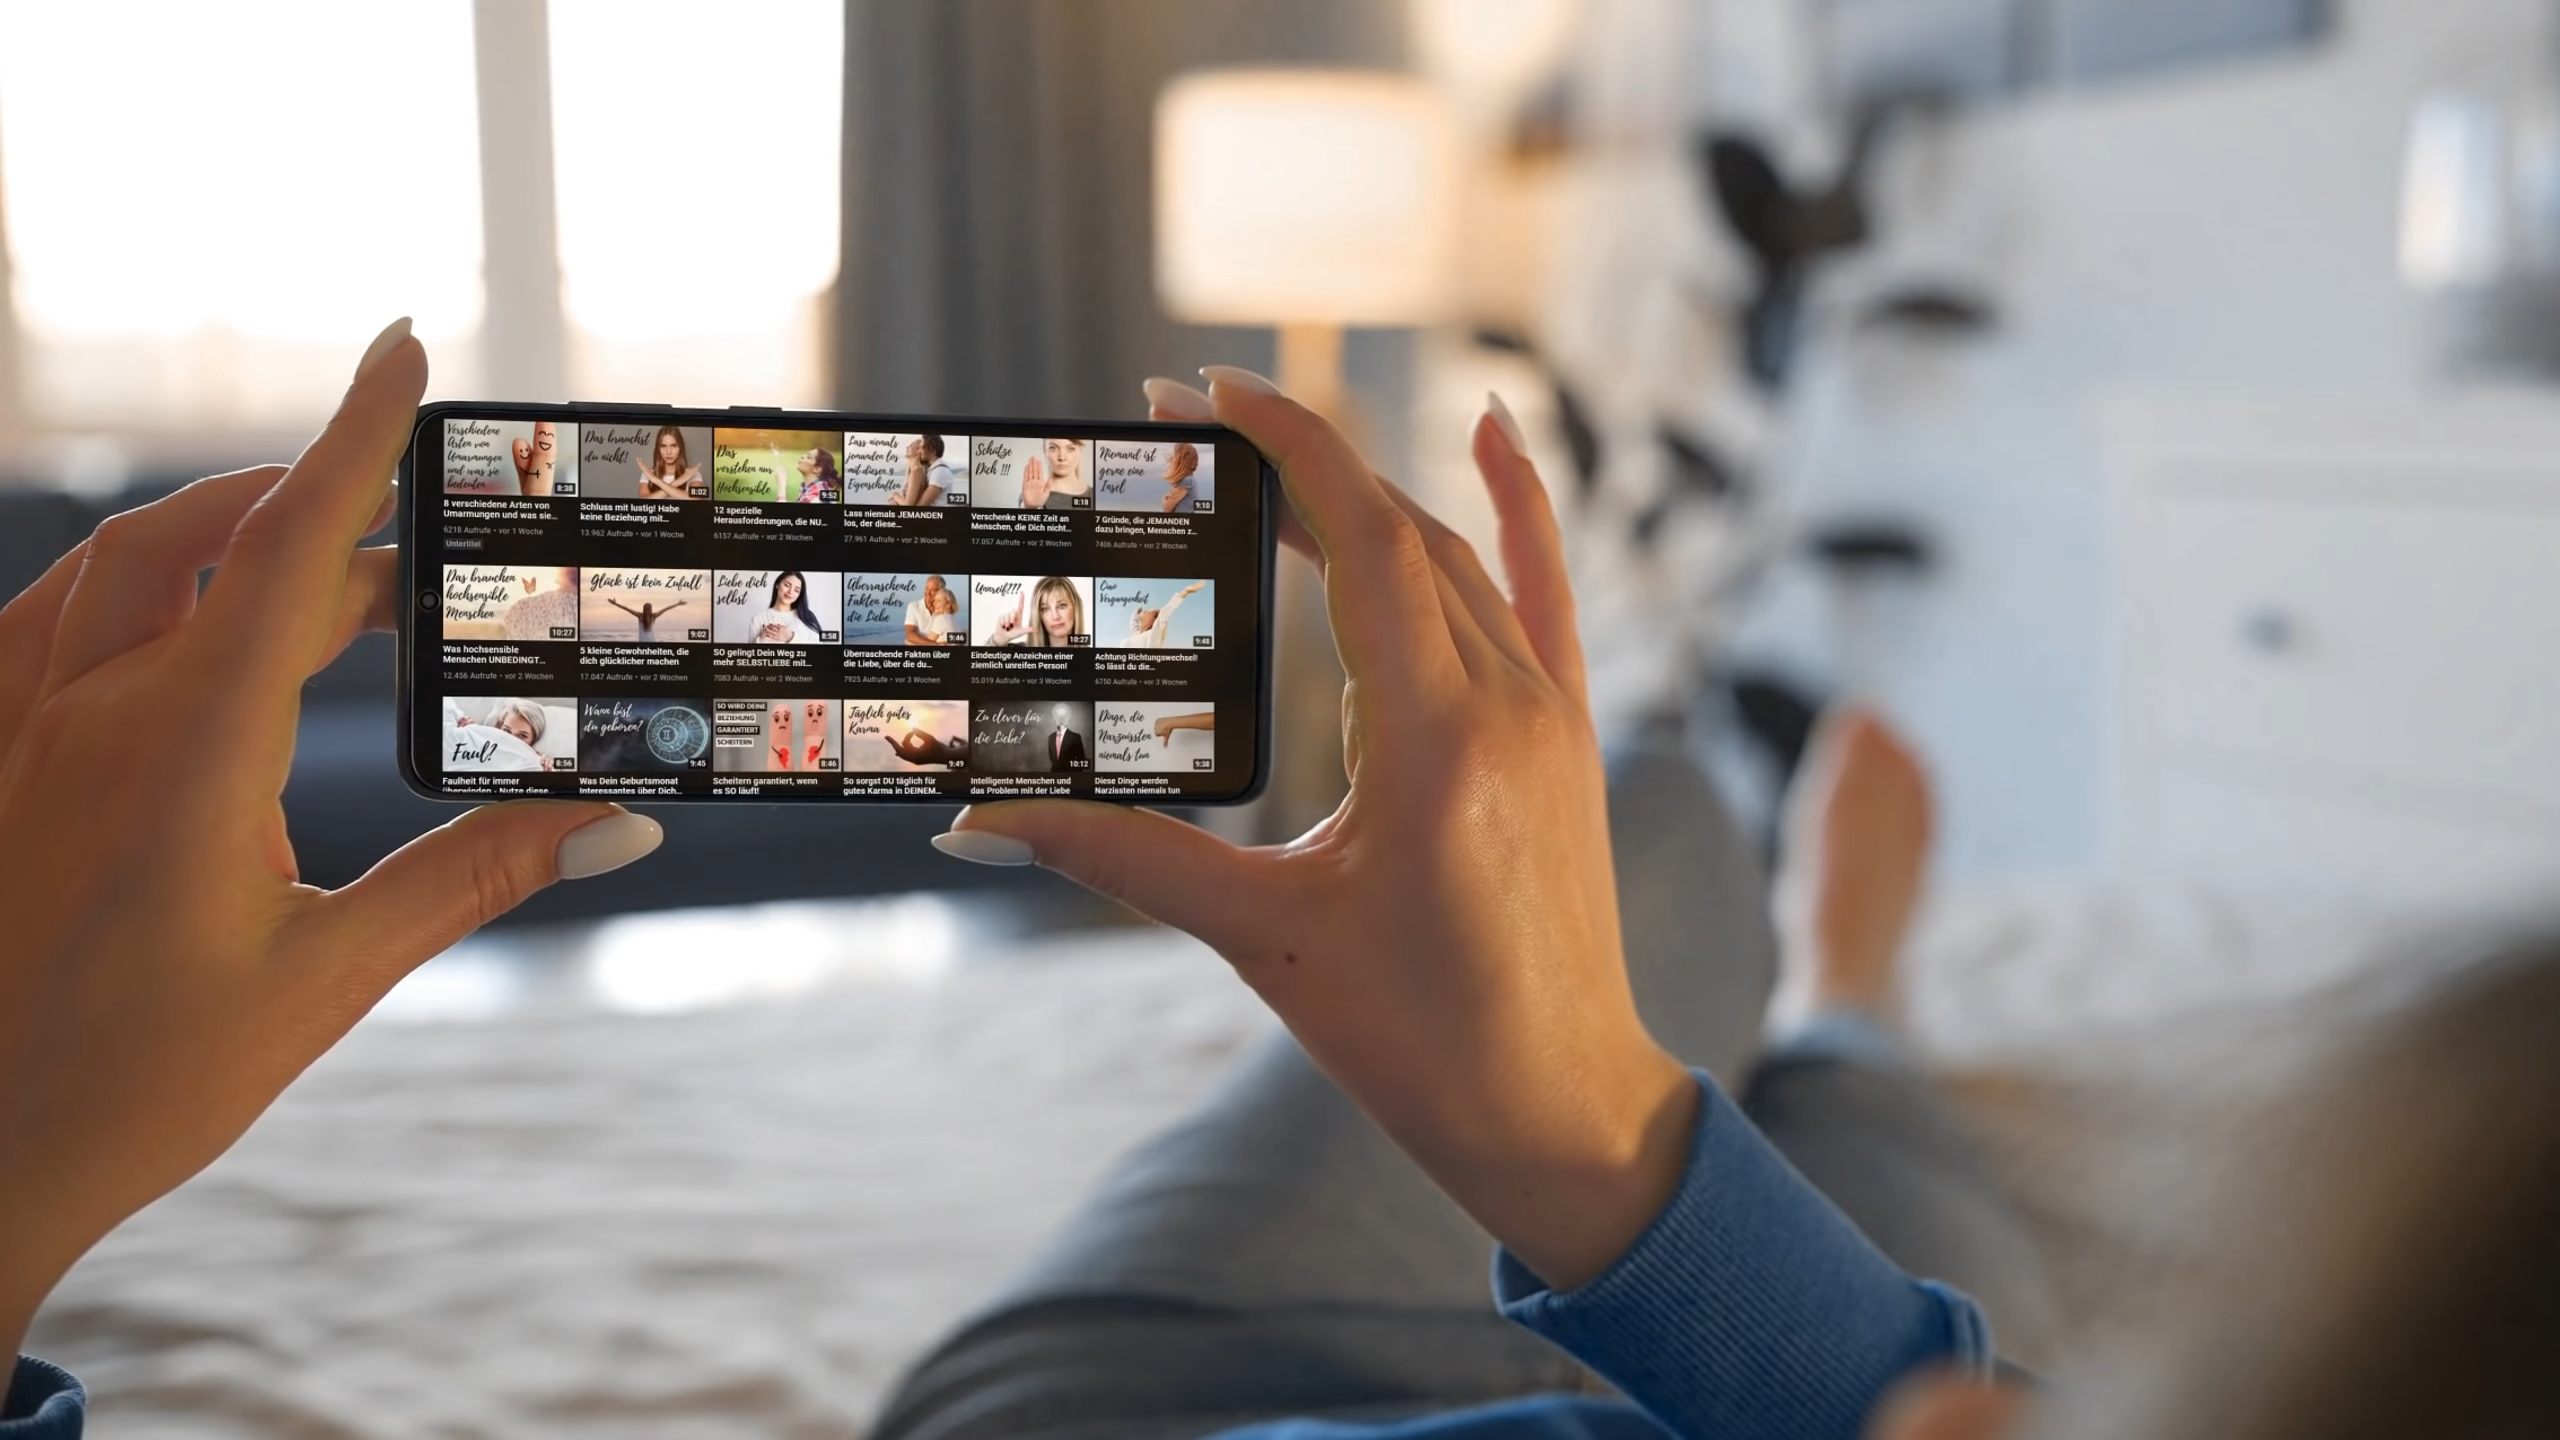 Verschiedene
Arten von
Umarmungen
und was sie
bedeuten
8:38
8 verschiedene Arten von
Umarmungen und was sie...
6218 Aufrufe • vor 1 Woche
Untertitel
Das brauchst
du nicht!
8:02
Schluss mit lustig! Habe
keine Beziehung mit...
13.962 Aufrufe • vor 1 Woche
Das
verstehen nur
Hochsensible
9:52
12 spezielle
Herausforderungen, die NU...
6157 Aufrufe • vor 2 Wochen
Lass niemals
jemanden los
mit diesen 9
Eigenschaften
9:23
Lass niemals JEMANDEN
los, der diese...
27.961 Aufrufe • vor 2 Wochen
Schütze
Dich !!!
8:18
Verschenke KEINE Zeit an
Menschen, die Dich nicht...
17.057 Aufrufe • vor 2 Wochen
Niemand ist
gerne eine
Insel
9:10
7 Gründe, die JEMANDEN
dazu bringen, Menschen z...
7406 Aufrufe • vor 2 Wochen
Das brauchen
hochsensible
Menschen
10:27
Was hochsensible
Menschen UNBEDINGT...
12.456 Aufrufe • vor 2 Wochen
Glück ist kein Zufall
9:02
5 kleine Gewohnheiten, die
dich glücklicher machen
17.047 Aufrufe • vor 2 Wochen
Liebe dich
selbst
8:58
SO gelingt Dein Weg zu
mehr SELBSTLIEBE mit...
7083 Aufrufe • vor 2 Wochen
Überraschende
Fakten über
die Liebe
9:46
Überraschende Fakten über
die Liebe, über die du...
7925 Aufrufe • vor 3 Wochen
Unreif???
10:27
Eindeutige Anzeichen einer
ziemlich unreifen Person!
35.019 Aufrufe • vor 3 Wochen
Ciao
Vergangenheit
9:48
Achtung Richtungswechsel!
So lässt du die...
6750 Aufrufe • vor 3 Wochen
Faul?
8:56
Faulheit für immer
überwinden - Nutze diese...
Wann bist
du geboren?
9:45
Was Dein Geburtsmonat
Interessantes über Dich...
SO WIRD DEINE
BEZIEHUNG
GARANTIERT
SCHEITERN
8:46
Scheitern garantiert, wenn
es SO läuft!
Täglich gutes
Karma
9:49
So sorgst DU täglich für
gutes Karma in DEINEM...
Zu clever für
die Liebe?
10:12
Intelligente Menschen und
das Problem mit der Liebe
Dinge, die
Narzissten
niemals tun
9:38
Diese Dinge werden
Narzissten niemals tun